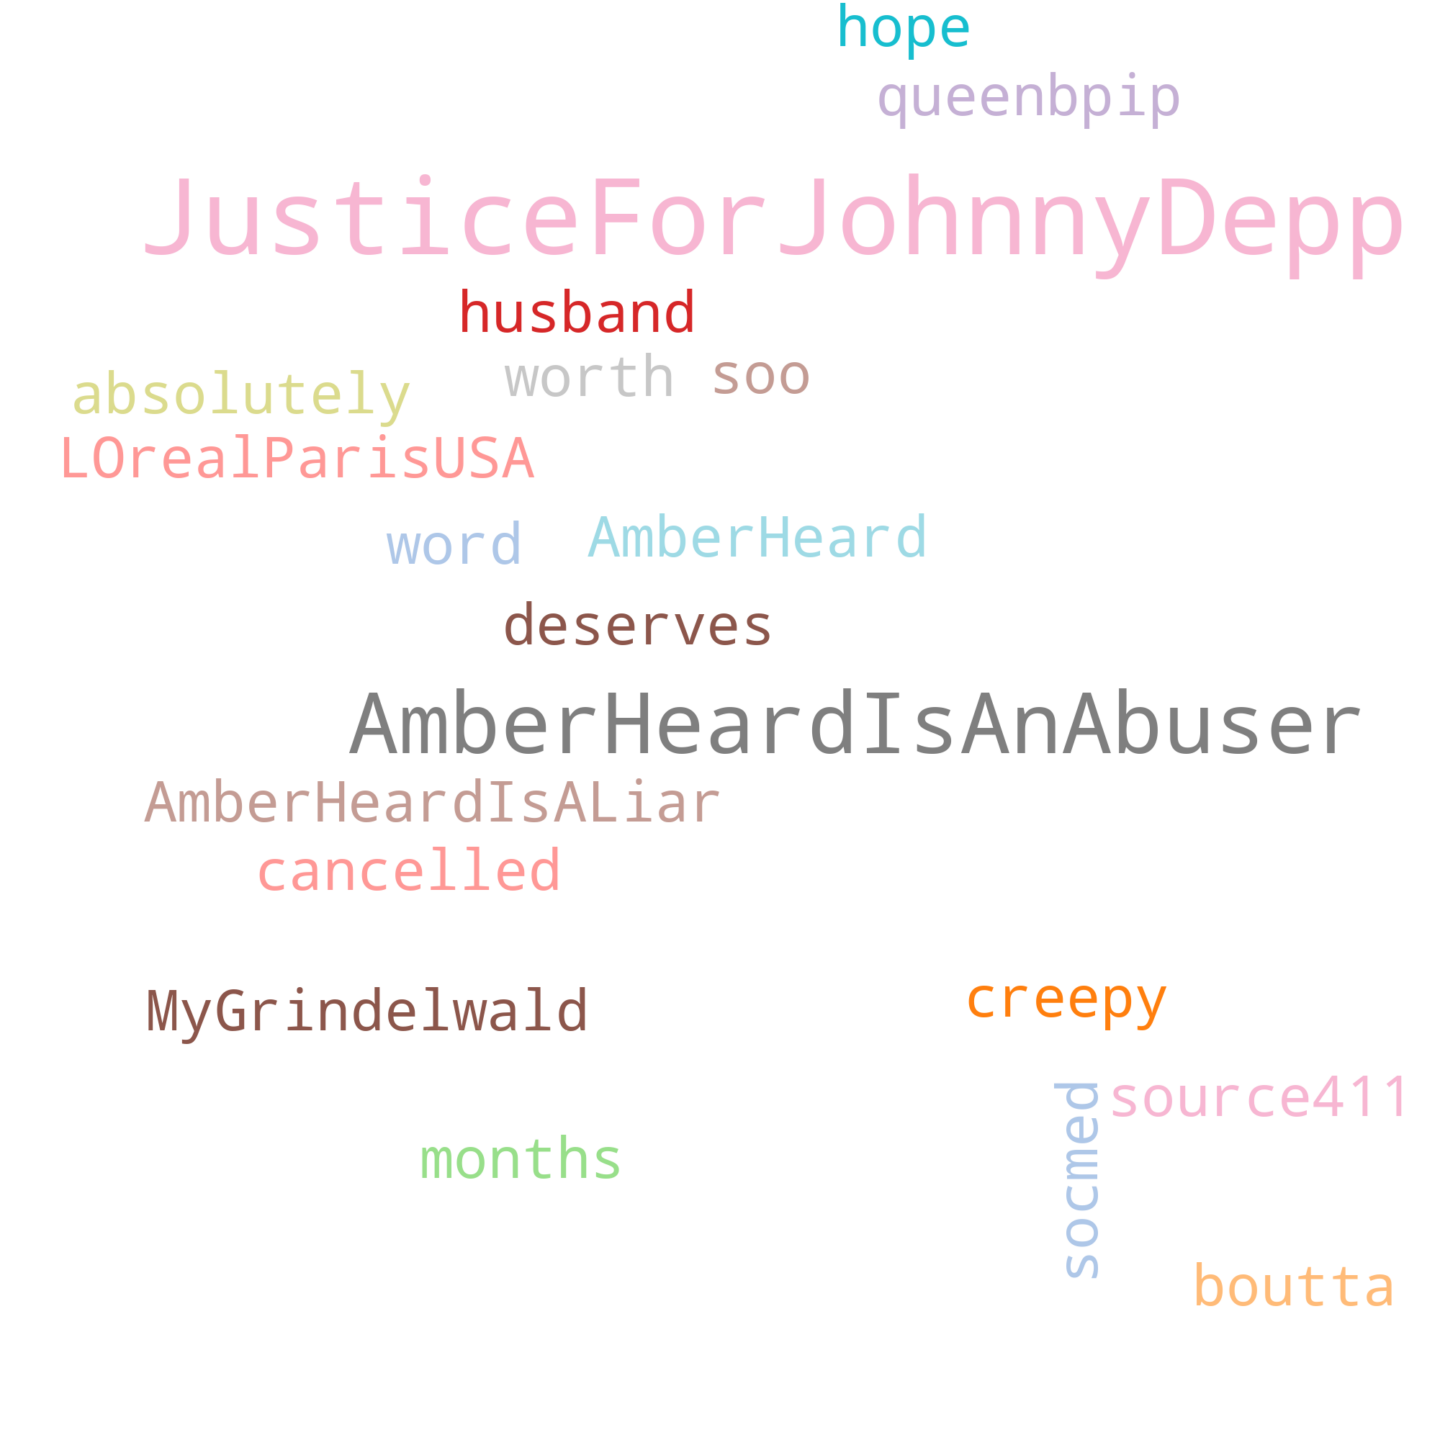 hope
queenbpip
JusticeForJohnnyDepp
husband
worth soo
absolutely
LOrealParisUSA
word AmberHeard
deserves
AmberHeardIsAnAbuser
AmberHeardIsALiar
cancelled
MyGrindelwald creepy
source411
socmed
months
boutta